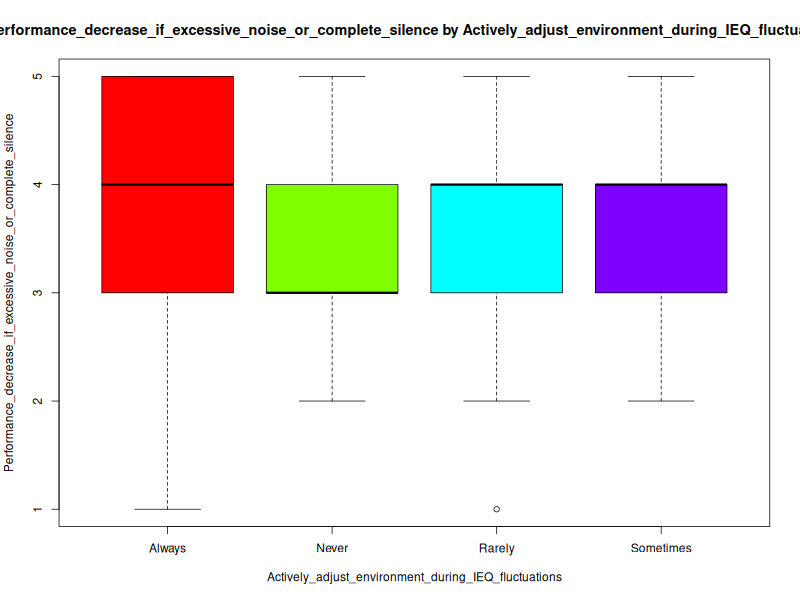 erformance_decrease_if_excessive_noise_or_complete_silence by Actively_adjust_environment_during_IEQ_fluctua
Performance_decrease_if_excessive_noise_or_complete_silence
5
4
3
2
1
Always Never Rarely Sometimes
Actively_adjust_environment_during_IEQ_fluctuations